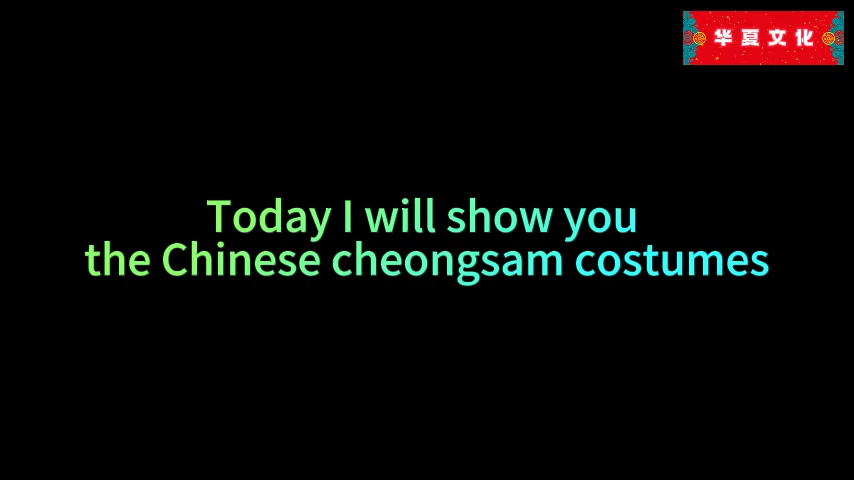 华夏文化
Today I will show you
the Chinese cheongsam costumes